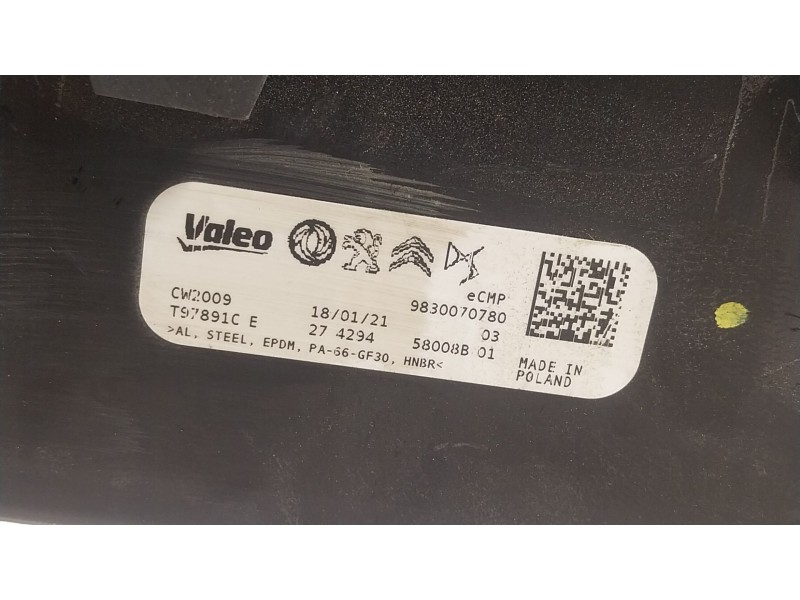 Valeo DS
CW2009 18/01/21 eCMP 9830070780
T97891C E 27 4294 03
58008B 01
>AL, STEEL, EPDM, PA-66-GF30, HNBR<
MADE IN
POLAND